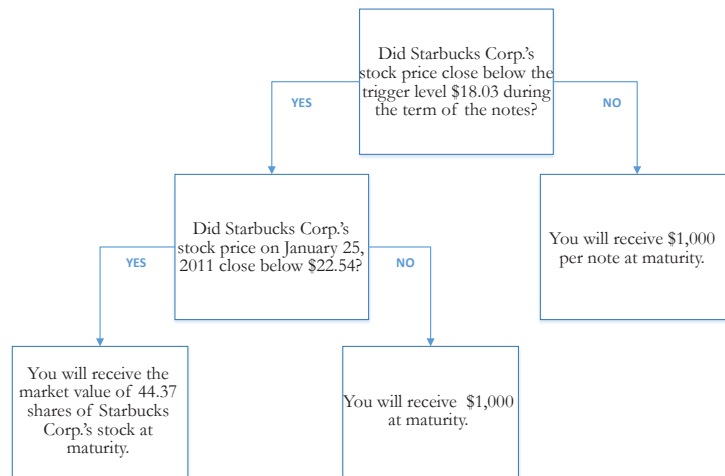 Did Starbucks Corp.'s
stock price close below the
trigger level $18.03 during
the term of the notes?
YES
NO
Did Starbucks Corp.'s
stock price on January 25,
2011 close below $22.54?
You will receive $1,000
per note at maturity.
YES
NO
You will receive the
market value of 44.37
shares of Starbucks
Corp.'s stock at
maturity.
You will receive $1,000
at maturity.